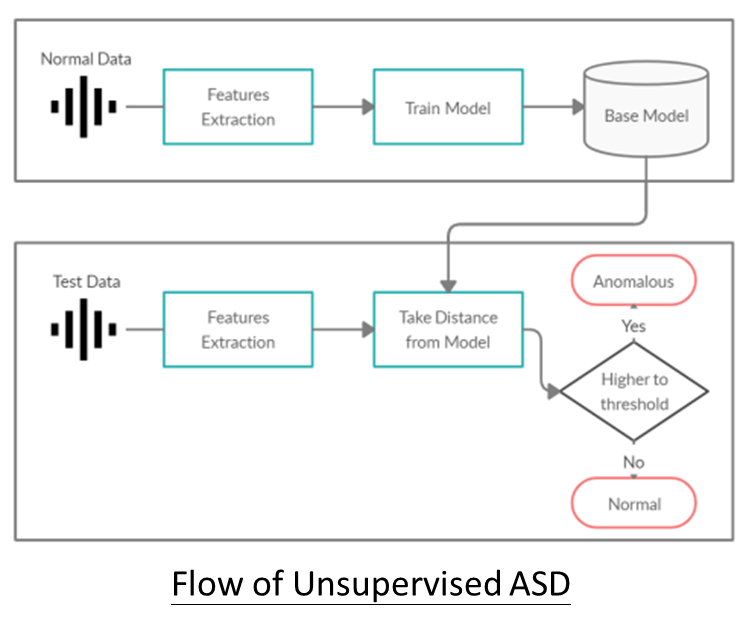 Normal Data
Features
Extraction
Train Model
Base Model
Test Data
Features
Extraction
Take Distance
from Model
Anomalous
Yes
Higher to
threshold
No
Normal
Flow of Unsupervised ASD